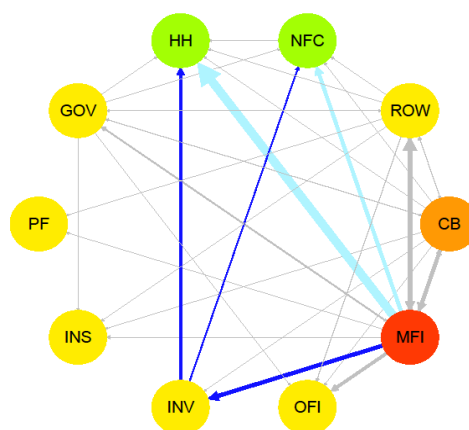 HH
NFC
GOV
ROW
PF
CB
INS
MFI
INV
OFI